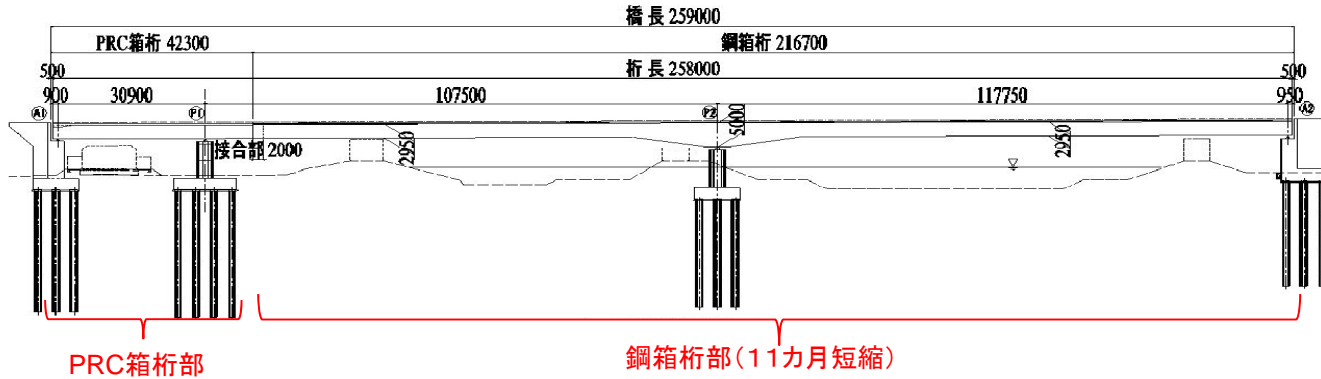 橋 長 259000
PRC箱桁 42300
鋼箱桁 216700
500
桁 長 258000
500
900
30900
107500
117750
950
A1
P1
P2
A2
5000
接合部 2000
2950
2950
PRC箱桁部
鋼箱桁部(11カ月短縮)